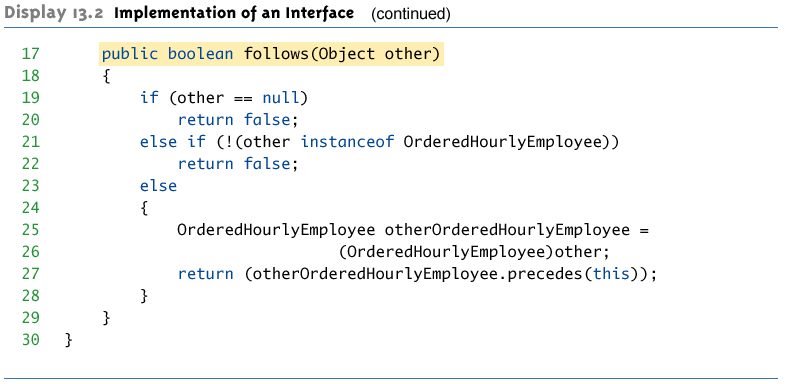 Display 13.2 Implementation of an Interface (continued)
17 public boolean follows(Object other)
18 {
19 if (other == null)
20 return false;
21 else if (!(other instanceof OrderedHourlyEmployee))
22 return false;
23 else
24 {
25 OrderedHourlyEmployee otherOrderedHourlyEmployee =
26 (OrderedHourlyEmployee)other;
27 return (otherOrderedHourlyEmployee.precedes(this));
28 }
29 }
30 }